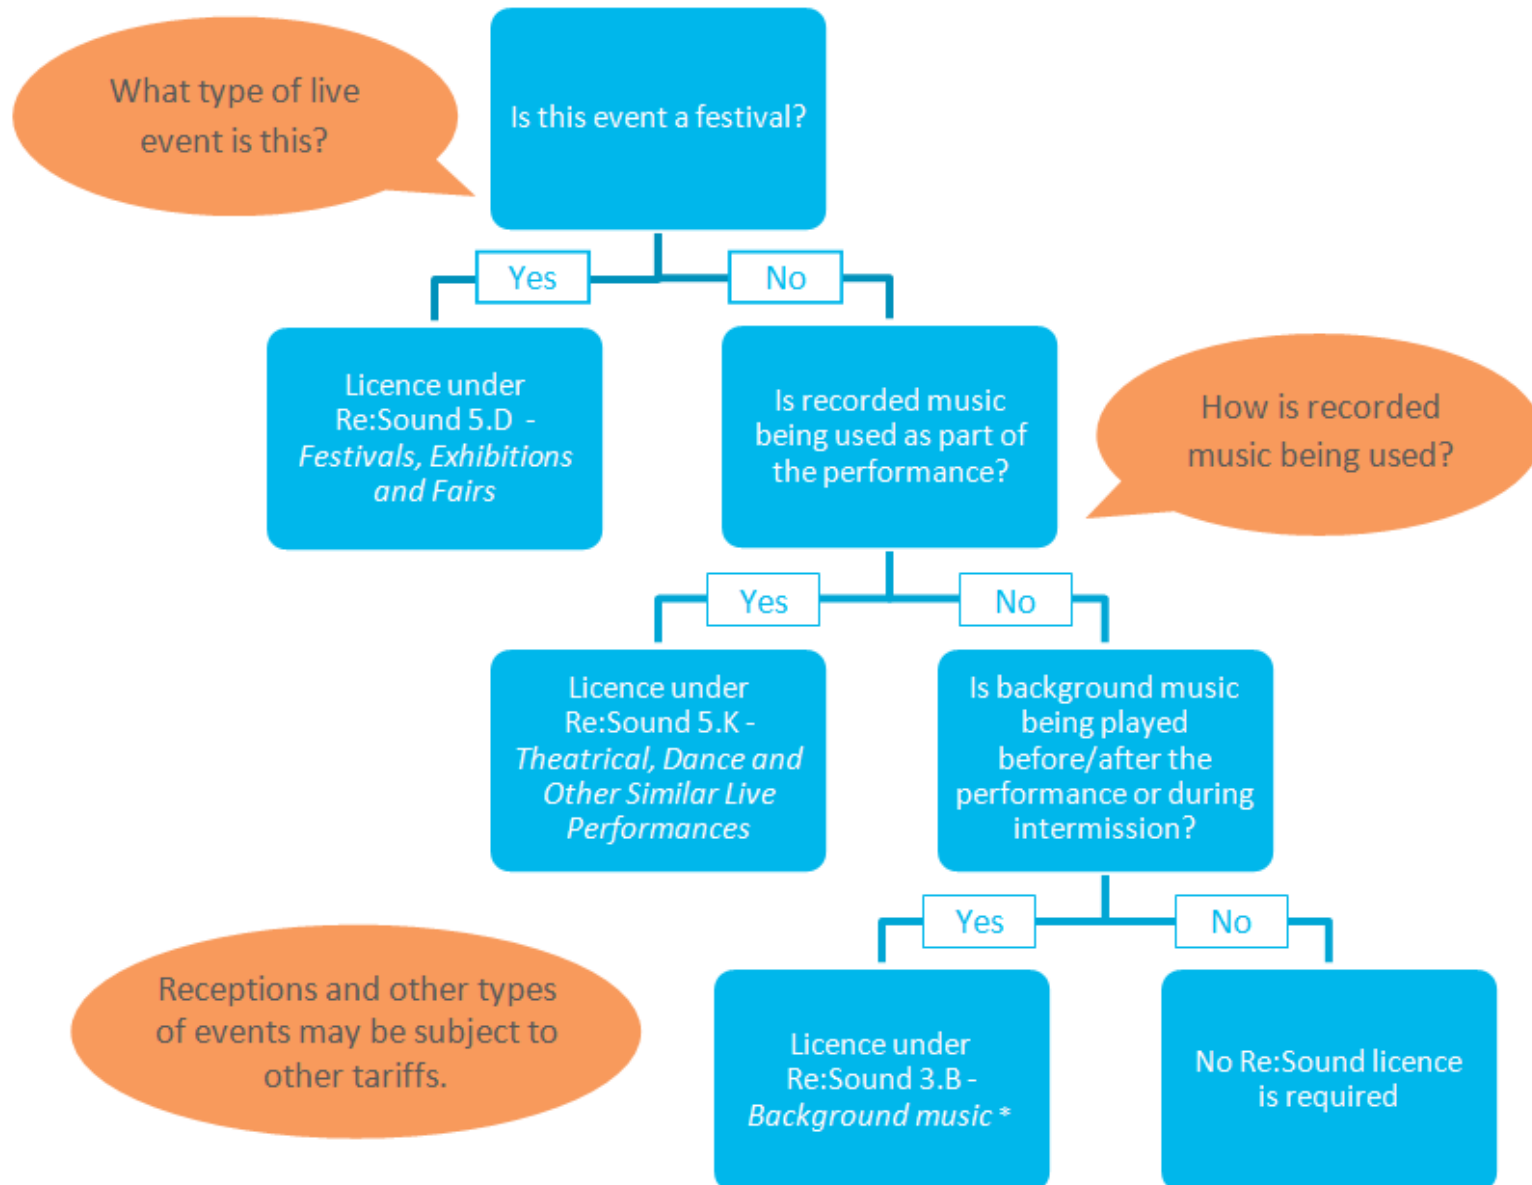 What type of live
event is this?
Is this event a festival?
Yes
No
Licence under
Re:Sound 5.D -
Festivals, Exhibitions
and Fairs
Is recorded music
being used as part of
the performance?
How is recorded
music being used?
Yes
No
Licence under
Re:Sound 5.K -
Theatrical, Dance and
Other Similar Live
Performances
Is background music
being played
before/after the
performance or during
intermission?
Yes
No
Receptions and other types
of events may be subject to
other tariffs.
Licence under
Re:Sound 3.B -
Background music *
No Re:Sound licence
is required